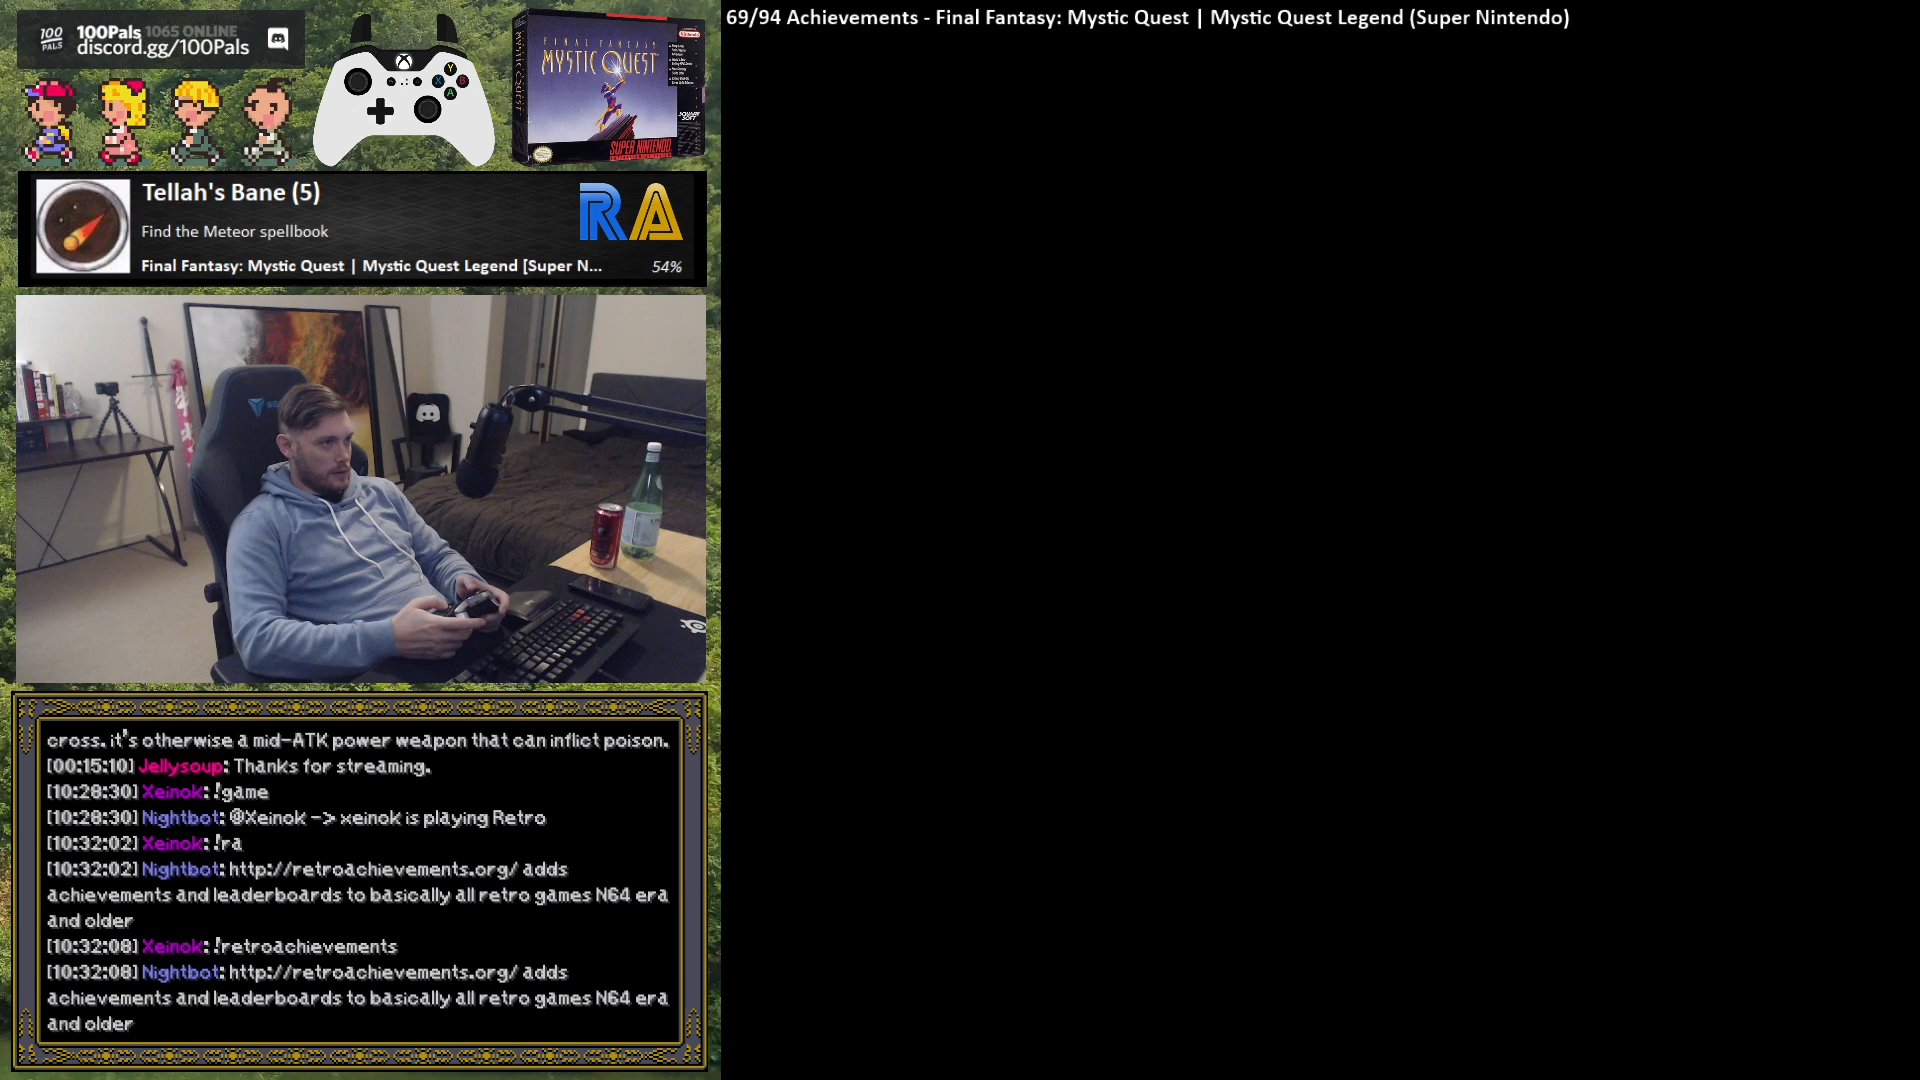 100
PALS
100Pals 1065 ONLINE
discord.gg/100Pals
X
Y
X
B
A
FINAL FANTASY
MYSTIC QUEST
SUPER NINTENDO
69/94 Achievements - Final Fantasy: Mystic Quest | Mystic Quest Legend (Super Nintendo)
Tellah's Bane (5)
Find the Meteor spellbook
Final Fantasy: Mystic Quest | Mystic Quest Legend [Super N...
54%
RA
cross. it's otherwise a mid-ATK power weapon that can inflict poison.
[00:15:10] Jellysoup: Thanks for streaming.
[10:28:30] Xeinok: !game
[10:28:30] Nightbot: @Xeinok -> xeinok is playing Retro
[10:32:02] Xeinok: !ra
[10:32:02] Nightbot: http://retroachievements.org/ adds
achievements and leaderboards to basically all retro games N64 era
and older
[10:32:08] Xeinok: !retroachievements
[10:32:08] Nightbot: http://retroachievements.org/ adds
achievements and leaderboards to basically all retro games N64 era
and older